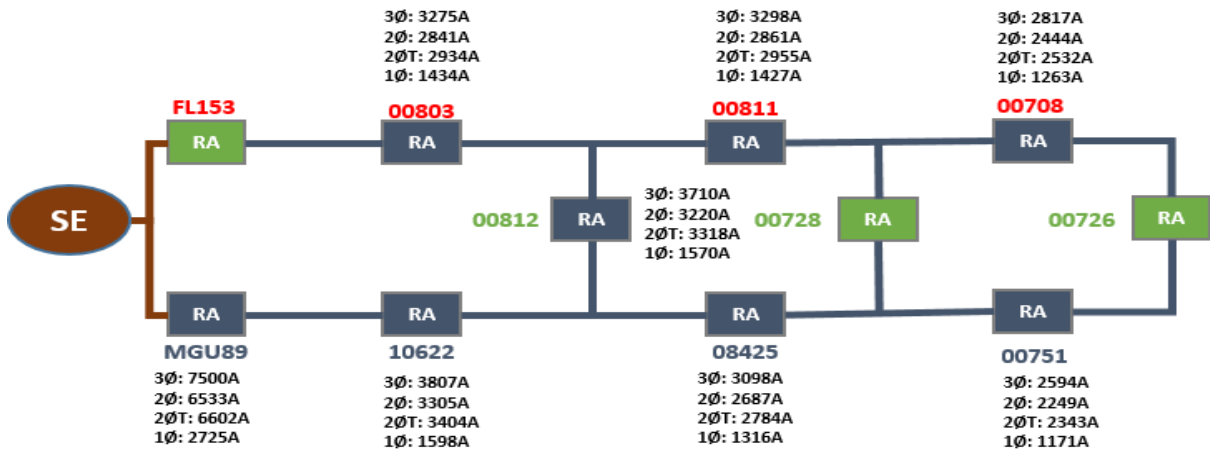 3Ø: 3275A
2Ø: 2841A
2ØT: 2934A
1Ø: 1434A
3Ø: 3298A
2Ø: 2861A
2ØT: 2955A
1Ø: 1427A
3Ø: 2817A
2Ø: 2444A
2ØT: 2532A
1Ø: 1263A
FL153
00803
00811
00708
RA
RA
RA
RA
SE
00812
RA
3Ø: 3710A
2Ø: 3220A
2ØT: 3318A
1Ø: 1570A
00728
RA
00726
RA
RA
RA
RA
RA
MGU89
10622
08425
00751
3Ø: 7500A
2Ø: 6533A
2ØT: 6602A
1Ø: 2725A
3Ø: 3807A
2Ø: 3305A
2ØT: 3404A
1Ø: 1598A
3Ø: 3098A
2Ø: 2687A
2ØT: 2784A
1Ø: 1316A
3Ø: 2594A
2Ø: 2249A
2ØT: 2343A
1Ø: 1171A